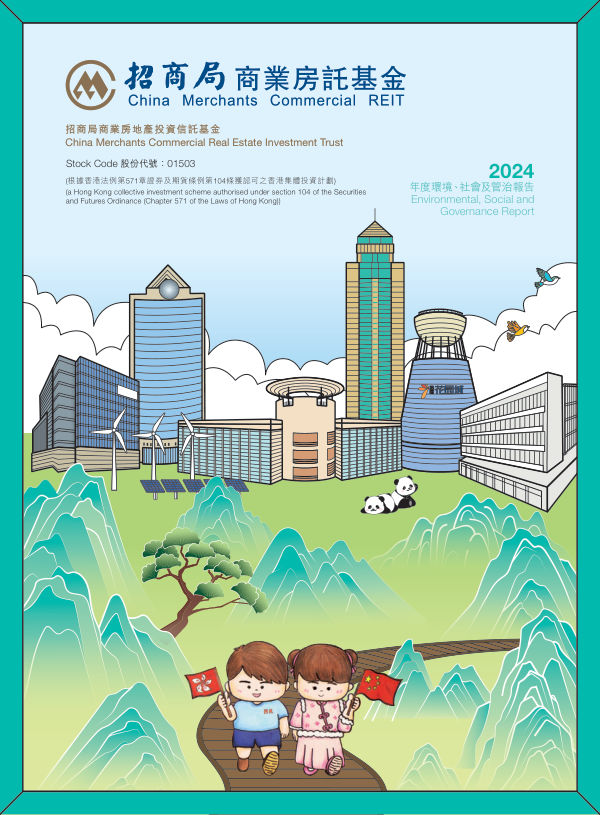 招商局商業房託基金
China Merchants Commercial REIT
招商局商業房地產投資信託基金
China Merchants Commercial Real Estate Investment Trust
Stock Code 股份代號：01503
(根據香港法例第571章證券及期貨條例第104條獲認可之香港集體投資計劃)
(a Hong Kong collective investment scheme authorised under section 104 of the Securities
and Futures Ordinance (Chapter 571 of the Laws of Hong Kong))
2024
年度環境、社會及管治報告
Environmental, Social and
Governance Report
花園城